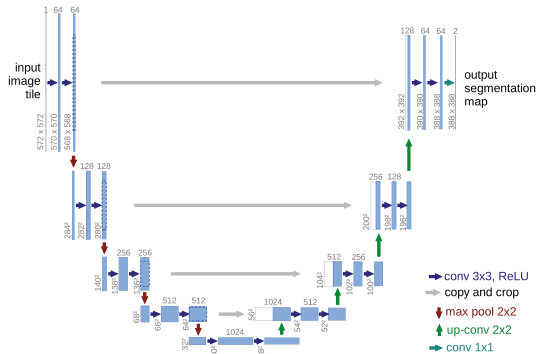 1 64 64
128 64 64 2
input
image
tile
output
segmentation
map
572 x 572
570 x 570
568 x 568
392 x 392
390 x 390
388 x 388
388 x 388
128 128
256 128
284²
282²
280²
200²
198²
196²
256 256
512 256
140²
138²
136²
104²
102²
100²
conv 3x3, ReLU
copy and crop
max pool 2x2
up-conv 2x2
conv 1x1
512 512
1024 512
68²
66²
64²
56²
54²
52²
1024
32²